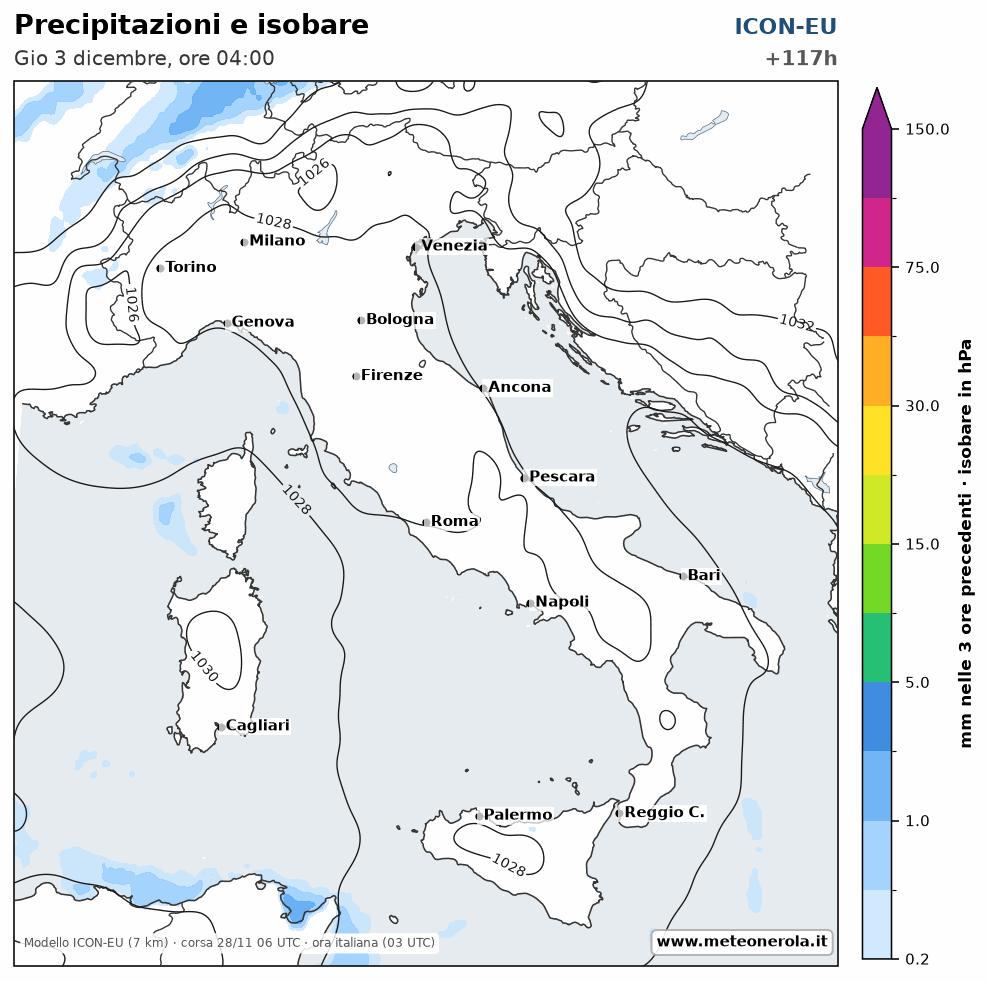 Precipitazioni e isobare
ICON-EU
Gio 3 dicembre, ore 04:00
+117h
1026
1028
Milano
Venezia
Torino
1026
Genova
Bologna
1032
Firenze
Ancona
Pescara
1028
Roma
Bari
Napoli
1030
Cagliari
Palermo
Reggio C.
1028
Modello ICON-EU (7 km) · corsa 28/11 06 UTC · ora italiana (03 UTC)
www.meteonerola.it
150.0
75.0
30.0
15.0
5.0
1.0
0.2
mm nelle 3 ore precedenti · isobare in hPa